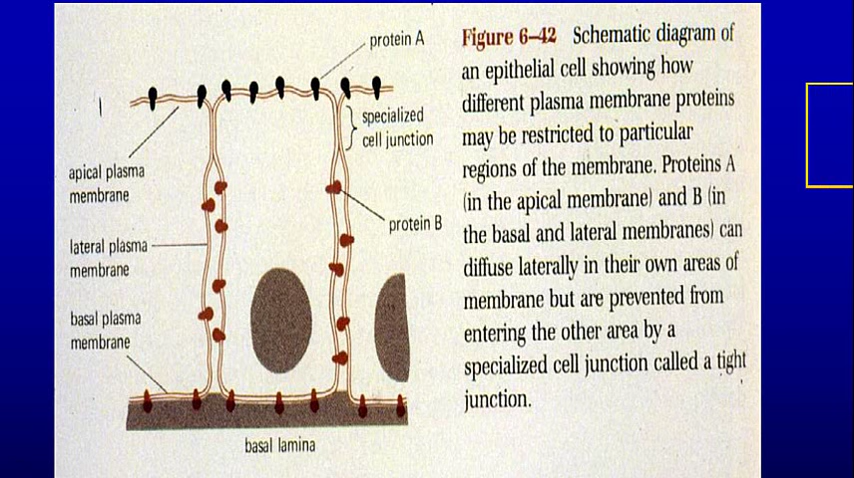 protein A
specialized
cell junction
apical plasma
membrane
protein B
lateral plasma
membrane
basal plasma
membrane
basal lamina
Figure 6–42 Schematic diagram of
an epithelial cell showing how
different plasma membrane proteins
may be restricted to particular
regions of the membrane. Proteins A
(in the apical membrane) and B (in
the basal and lateral membranes) can
diffuse laterally in their own areas of
membrane but are prevented from
entering the other area by a
specialized cell junction called a tight
junction.